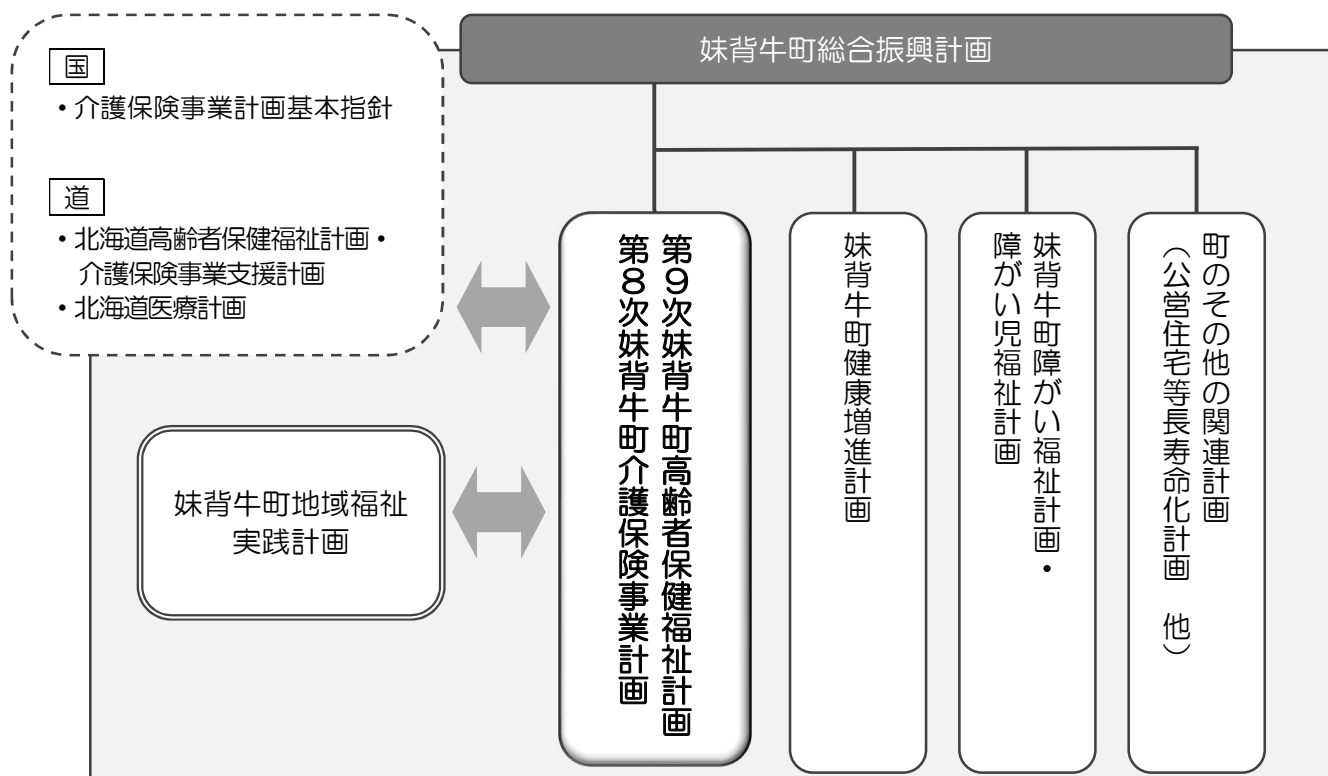 妹背牛町総合振興計画
国
・介護保険事業計画基本指針
道
・北海道高齢者保健福祉計画・
介護保険事業支援計画
・北海道医療計画
妹背牛町地域福祉
実践計画
第９次妹背牛町高齢者保健福祉計画
第８次妹背牛町介護保険事業計画
妹背牛町健康増進計画
妹背牛町障がい福祉計画・
障がい児福祉計画
町のその他の関連計画
（公営住宅等長寿命化計画　他）